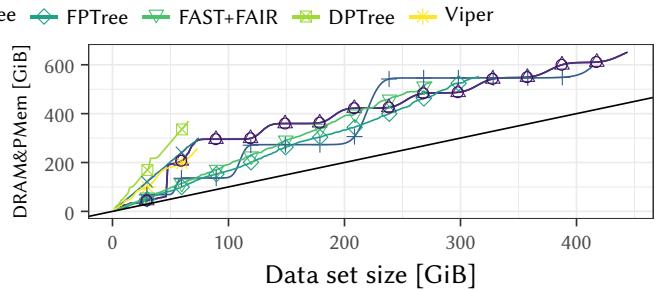 ee FPTree FAST+FAIR DPTree Viper
DRAM&PMem [GiB]
600
400
200
0
0 100 200 300 400
Data set size [GiB]